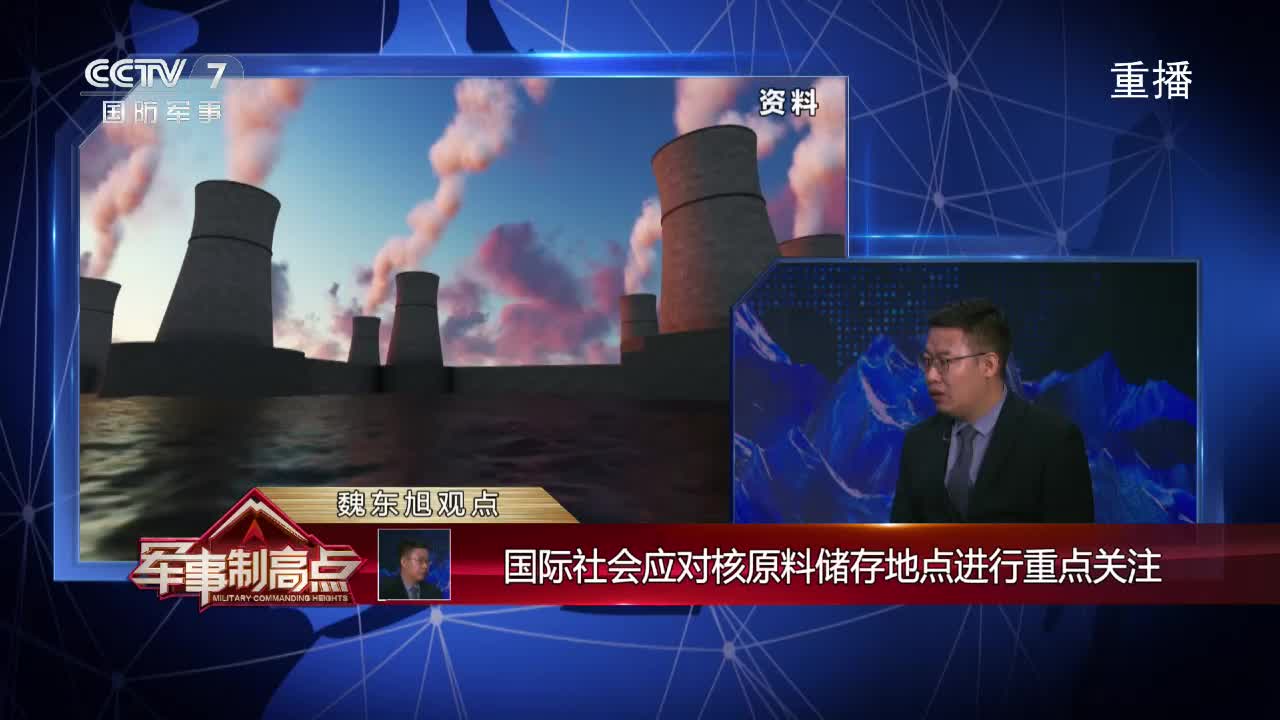 CCTV 7
国防军事
资料
重播
魏东旭观点
军事制高点
MILITARY COMMANDING HEIGHTS
国际社会应对核原料储存地点进行重点关注